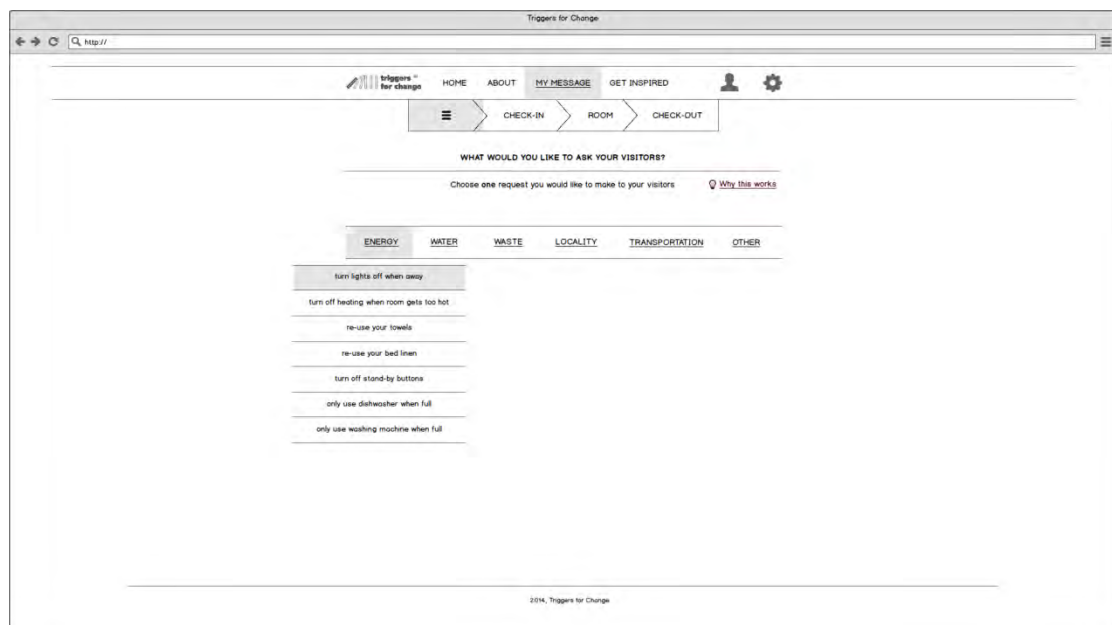 Triggers for Change
http://
triggers ™
for change
HOME ABOUT MY MESSAGE GET INSPIRED
CHECK-IN ROOM CHECK-OUT
WHAT WOULD YOU LIKE TO ASK YOUR VISITORS?
Choose one request you would like to make to your visitors Why this works
ENERGY WATER WASTE LOCALITY TRANSPORTATION OTHER
turn lights off when away
turn off heating when room gets too hot
re-use your towels
re-use your bed linen
turn off stand-by buttons
only use dishwasher when full
only use washing machine when full
2014, Triggers for Change